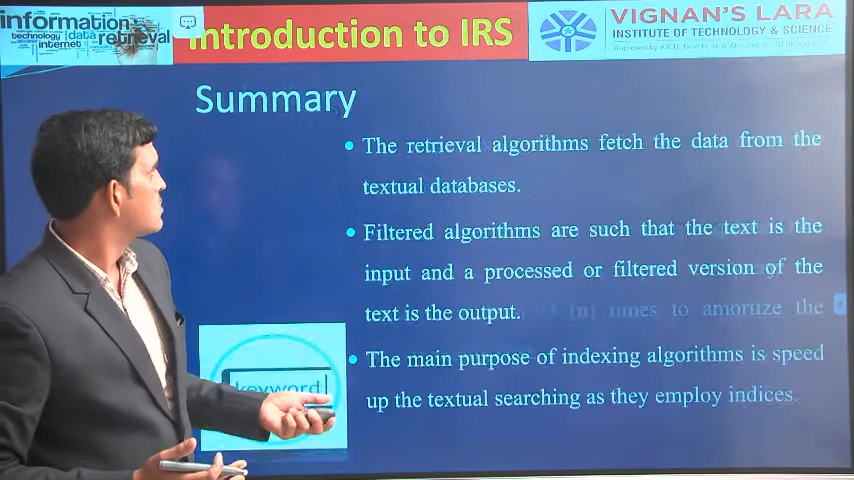 information
technology data
internet retrieval
Introduction to IRS
VIGNAN'S LARA
INSTITUTE OF TECHNOLOGY & SCIENCE
Summary
• The retrieval algorithms fetch the data from the
textual databases.
• Filtered algorithms are such that the text is the
input and a processed or filtered version of the
text is the output.
(n) times to amortize the
keyword
• The main purpose of indexing algorithms is speed
up the textual searching as they employ indices.